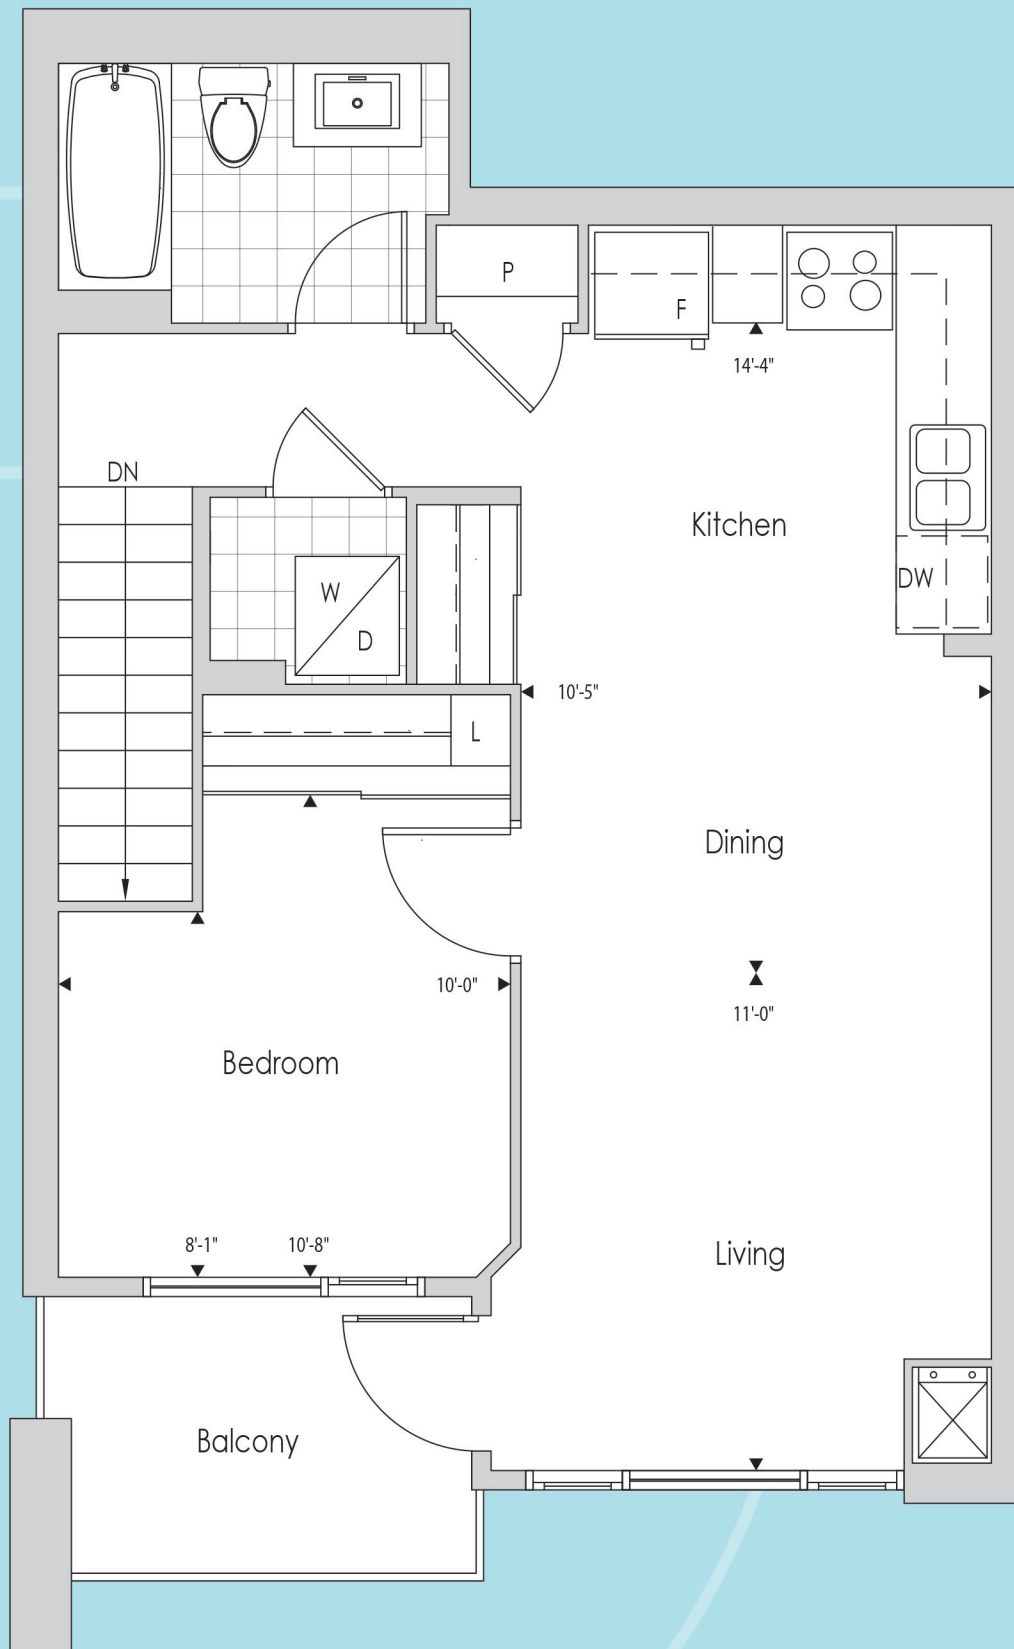 P
F
14'-4"
DN
Kitchen
W
D
DW
10'-5"
L
Dining
10'-0"
11'-0"
Bedroom
8'-1"
10'-8"
Living
Balcony